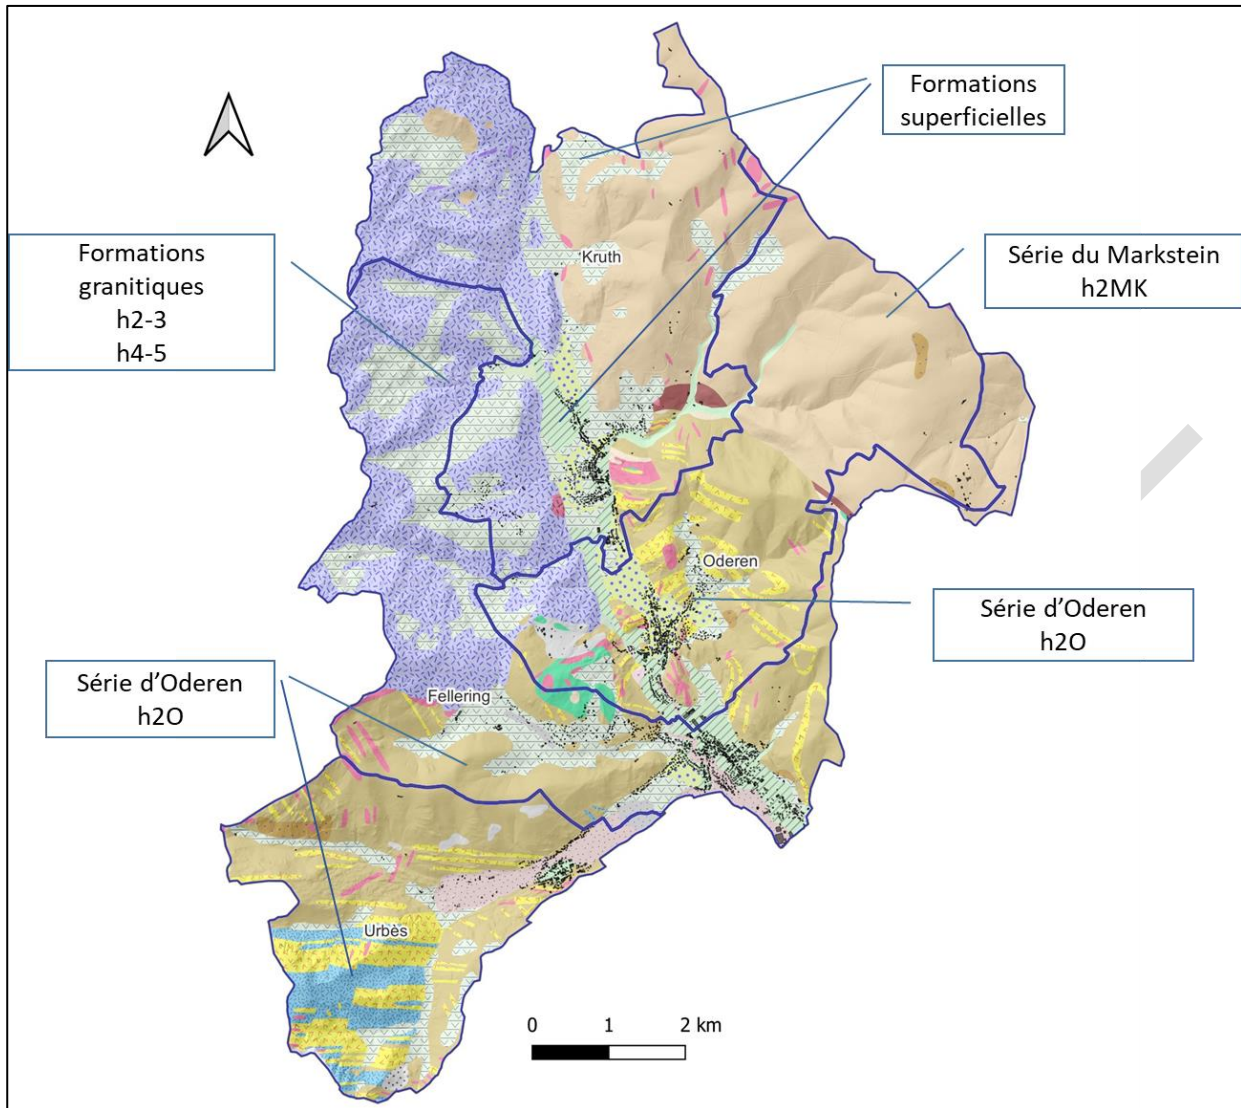 Formations
superficielles
Formations
granitiques
h2-3
h4-5
Kruth
Série du Markstein
h2MK
Oderen
Série d’Oderen
h2O
Série d’Oderen
h2O
Fellering
Urbès
0 1 2 km